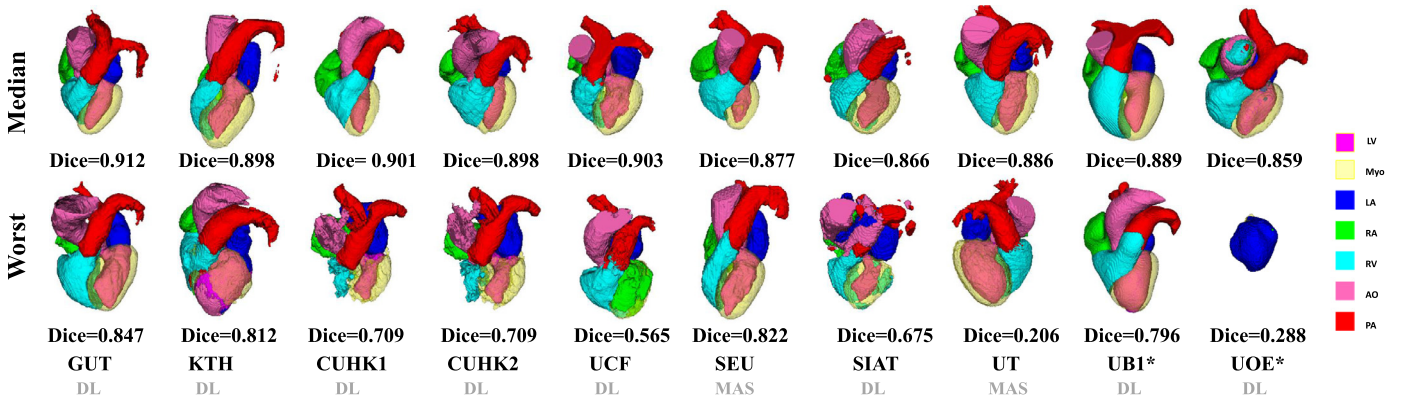 Median
Dice=0.912 Dice=0.898 Dice= 0.901 Dice=0.898 Dice=0.903 Dice=0.877 Dice=0.866 Dice=0.886 Dice=0.889 Dice=0.859
Worst
Dice=0.847 Dice=0.812 Dice=0.709 Dice=0.709 Dice=0.565 Dice=0.822 Dice=0.675 Dice=0.206 Dice=0.796 Dice=0.288
GUT KTH CUHK1 CUHK2 UCF SEU SIAT UT UB1* UOE*
DL DL DL DL DL MAS DL MAS DL DL
LV
Myo
LA
RA
RV
AO
PA